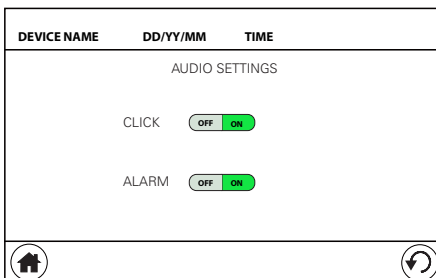 DEVICE NAME DD/YY/MM TIME
AUDIO SETTINGS
CLICK OFF ON
ALARM OFF ON